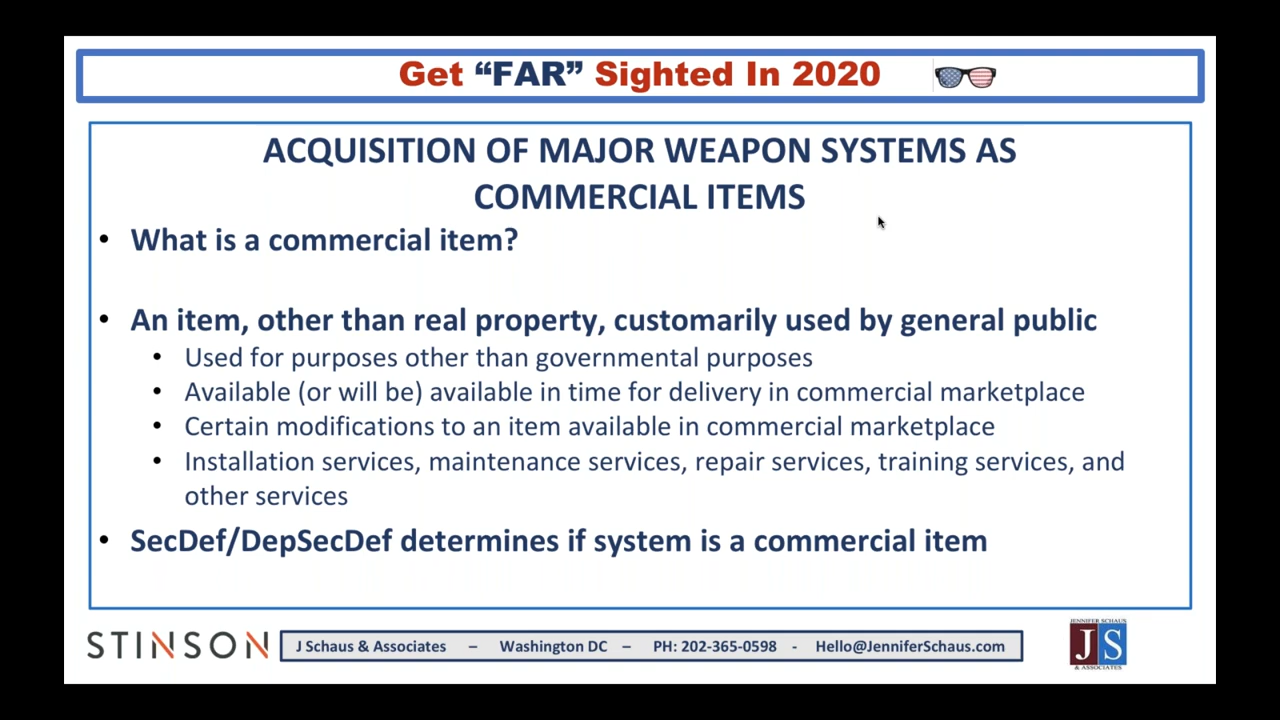 Get “FAR” Sighted In 2020
ACQUISITION OF MAJOR WEAPON SYSTEMS AS
COMMERCIAL ITEMS
• What is a commercial item?
• An item, other than real property, customarily used by general public
• Used for purposes other than governmental purposes
• Available (or will be) available in time for delivery in commercial marketplace
• Certain modifications to an item available in commercial marketplace
• Installation services, maintenance services, repair services, training services, and
other services
• SecDef/DepSecDef determines if system is a commercial item
STINSON
J Schaus & Associates – Washington DC – PH: 202-365-0598 - Hello@JenniferSchaus.com
JENNIFER SCHAUS
J S
& ASSOCIATES